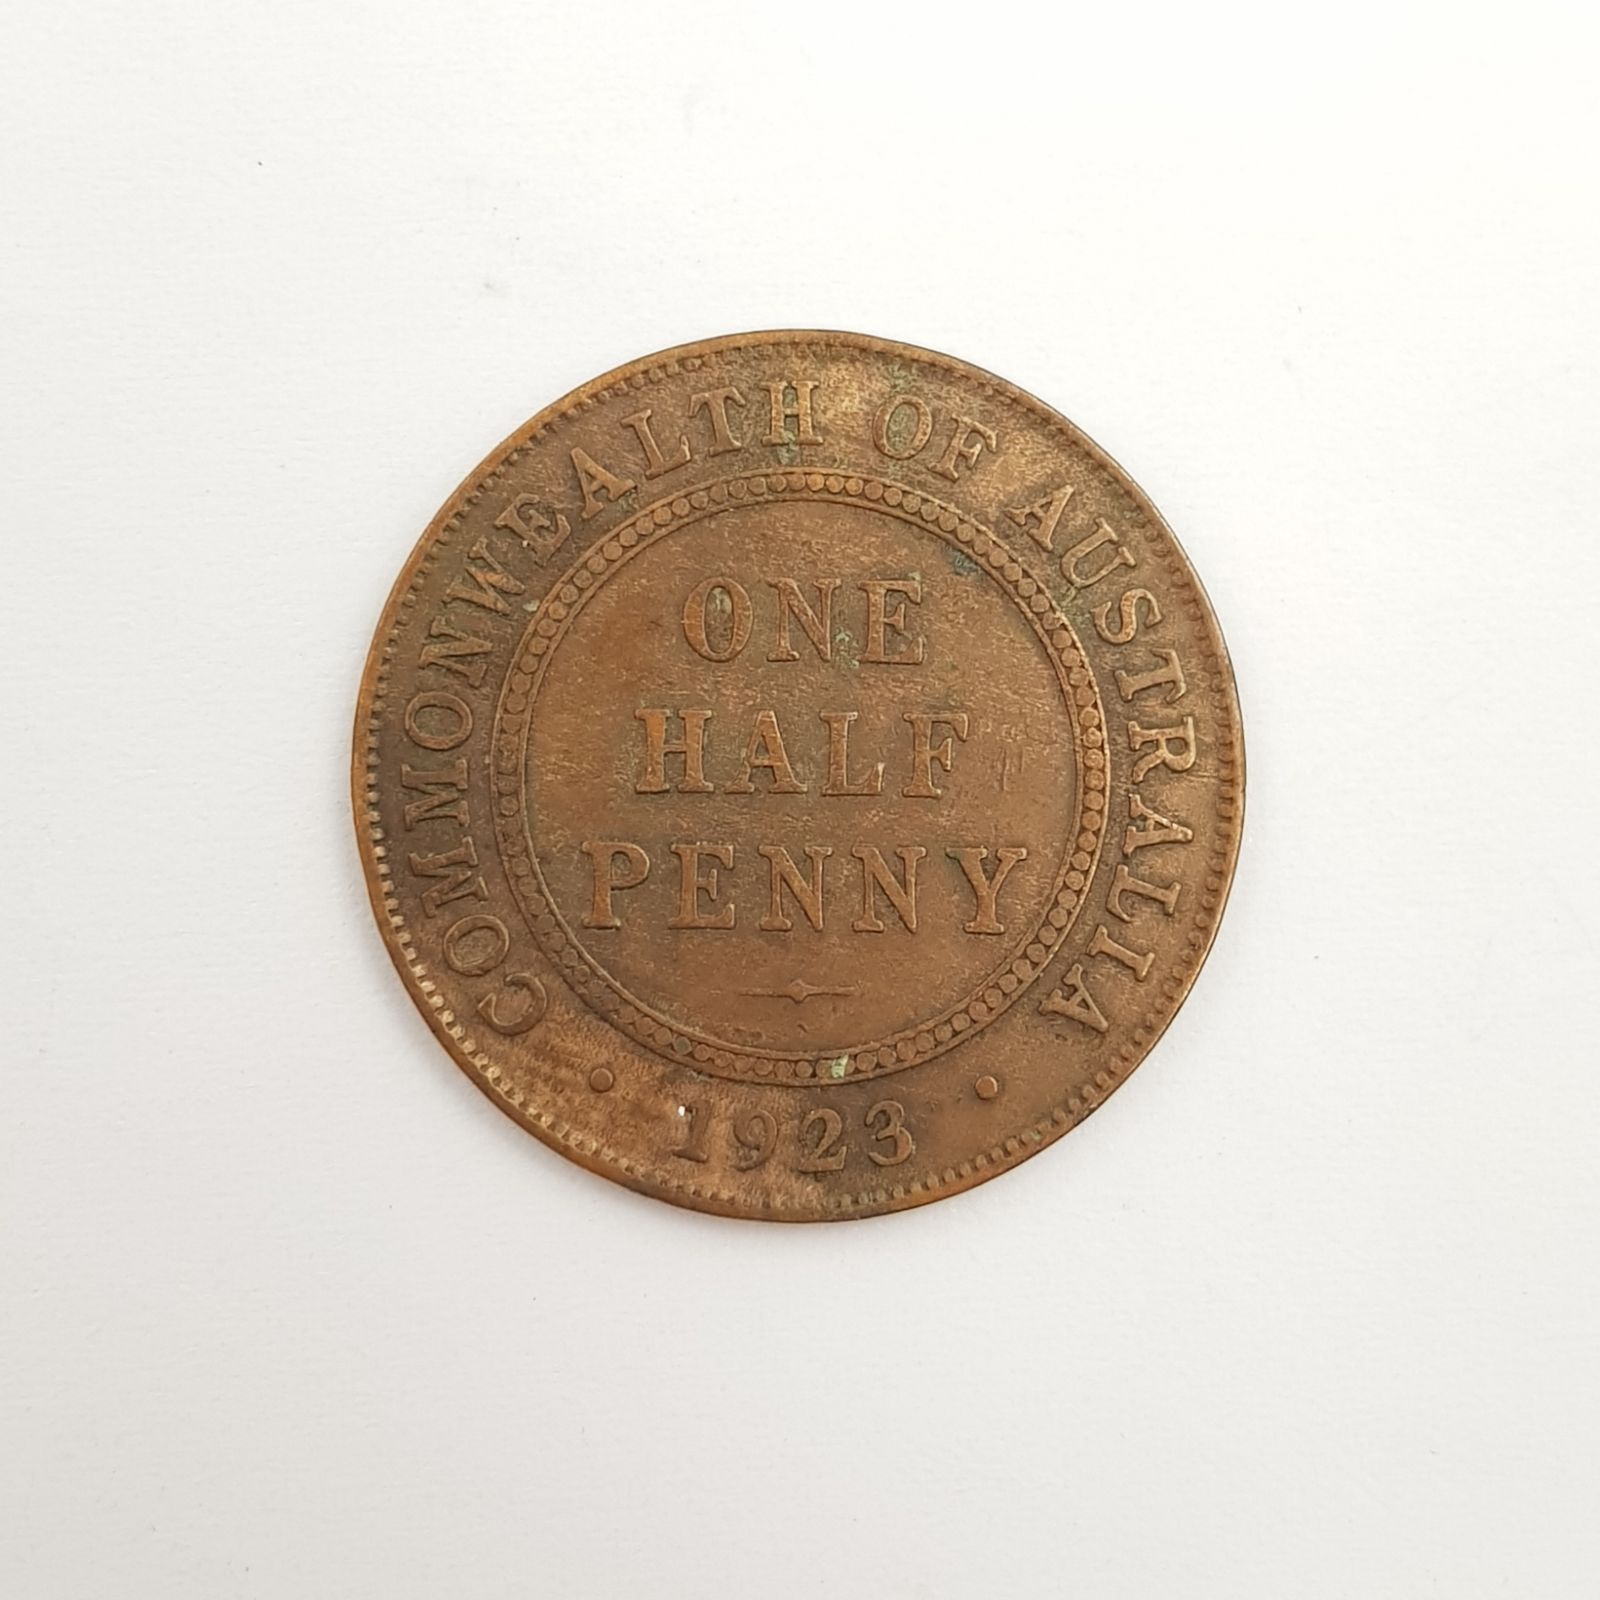 COMMONWEALTH OF AUSTRALIA
ONE
HALF
PENNY
· 1923 ·